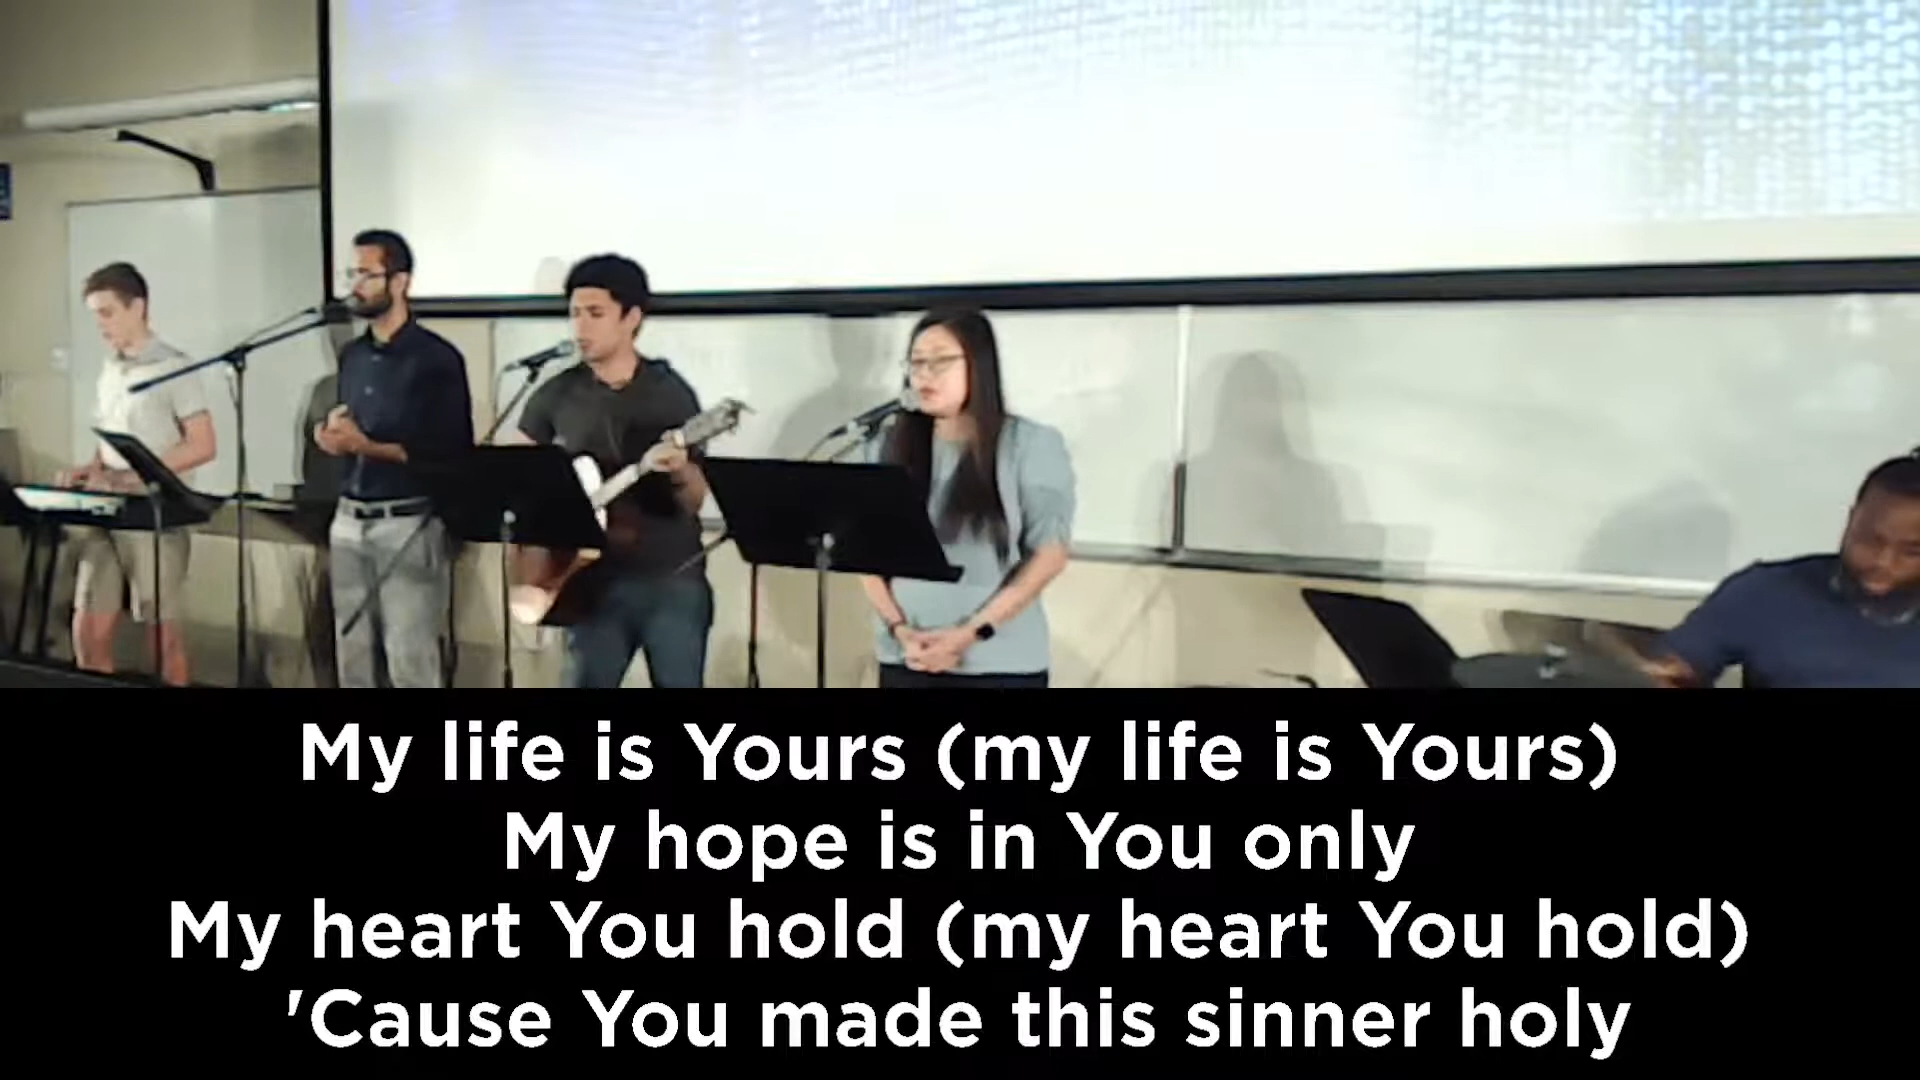 My life is Yours (my life is Yours)
My hope is in You only
My heart You hold (my heart You hold)
'Cause You made this sinner holy